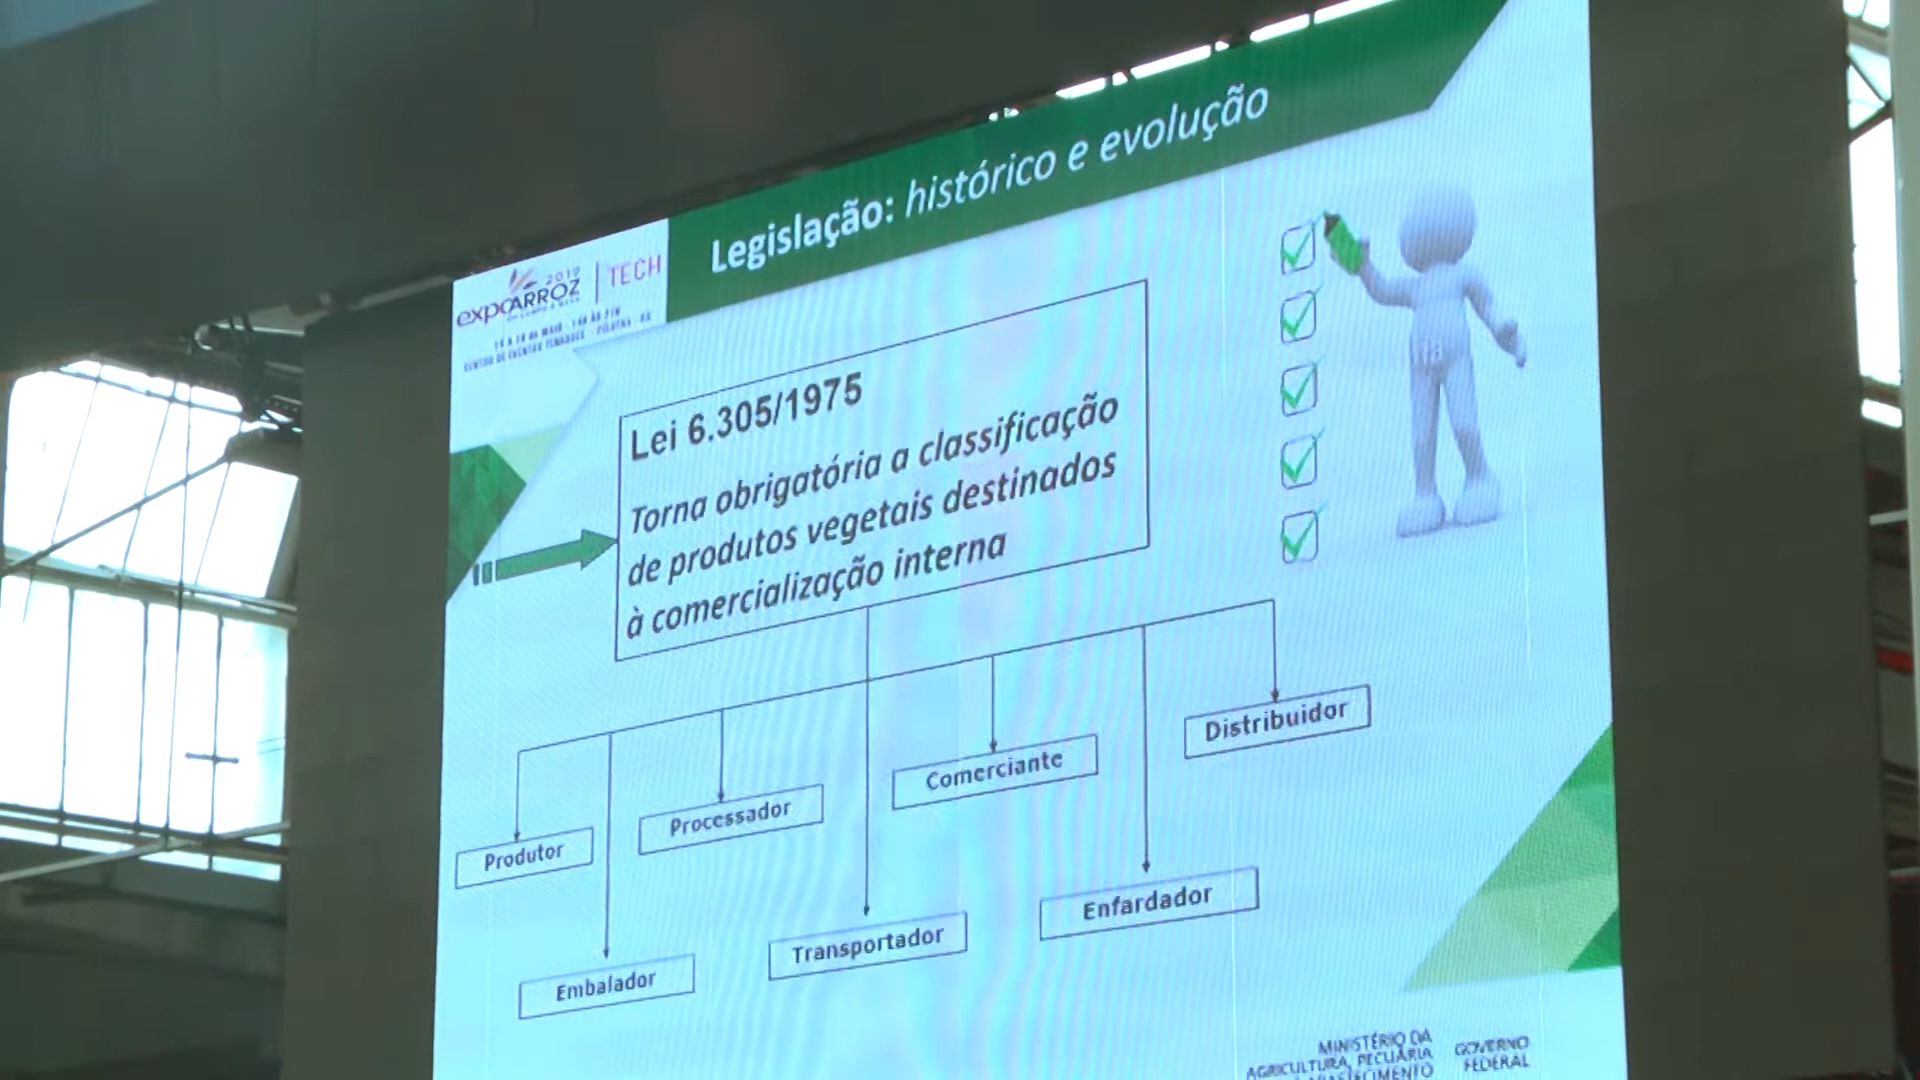 Legislação: histórico e evolução
2019
expoARROZ | TECH
Lei 6.305/1975
Torna obrigatória a classificação
de produtos vegetais destinados
à comercialização interna
Distribuidor
Comerciante
Processador
Produtor
Enfardador
Transportador
Embalador
MINISTÉRIO DA
AGRICULTURA, PECUÁRIA
GOVERNO
FEDERAL